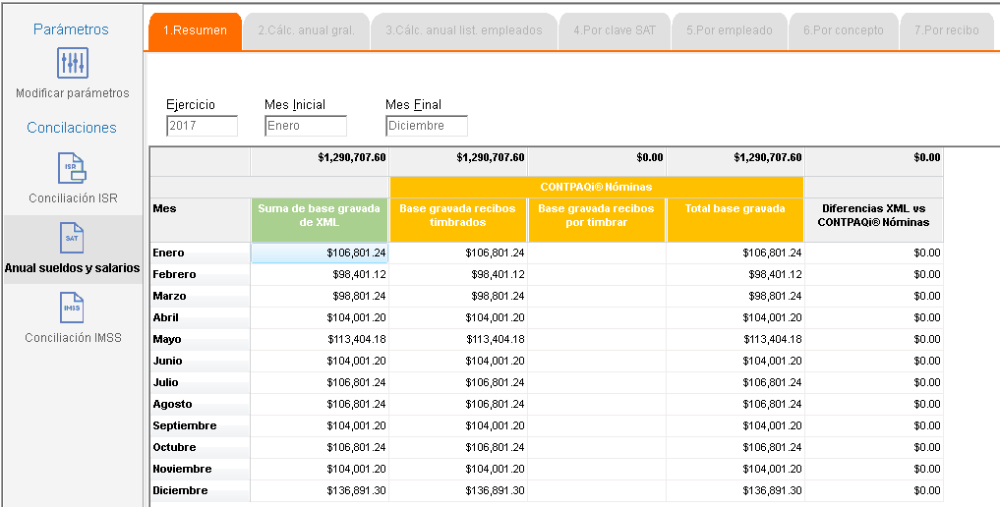 Parámetros
Modificar parámetros
Concilaciones
ISR
Conciliación ISR
SAT
Anual sueldos y salarios
IMSS
Conciliación IMSS
1.Resumen 2.Cálc. anual gral. 3.Cálc. anual list. empleados 4.Por clave SAT 5.Por empleado 6.Por concepto 7.Por recibo
Ejercicio Mes Inicial Mes Final
2017 Enero Diciembre
$1,290,707.60 $1,290,707.60 $0.00 $1,290,707.60 $0.00
CONTPAQi® Nóminas
Mes Suma de base gravada Base gravada recibos Base gravada recibos Total base gravada Diferencias XML vs
de XML timbrados por timbrar CONTPAQi® Nóminas
Enero $106,801.24 $106,801.24 $106,801.24 $0.00
Febrero $98,401.12 $98,401.12 $98,401.12 $0.00
Marzo $98,801.24 $98,801.24 $98,801.24 $0.00
Abril $104,001.20 $104,001.20 $104,001.20 $0.00
Mayo $113,404.18 $113,404.18 $113,404.18 $0.00
Junio $104,001.20 $104,001.20 $104,001.20 $0.00
Julio $106,801.24 $106,801.24 $106,801.24 $0.00
Agosto $106,801.24 $106,801.24 $106,801.24 $0.00
Septiembre $104,001.20 $104,001.20 $104,001.20 $0.00
Octubre $106,801.24 $106,801.24 $106,801.24 $0.00
Noviembre $104,001.20 $104,001.20 $104,001.20 $0.00
Diciembre $136,891.30 $136,891.30 $136,891.30 $0.00